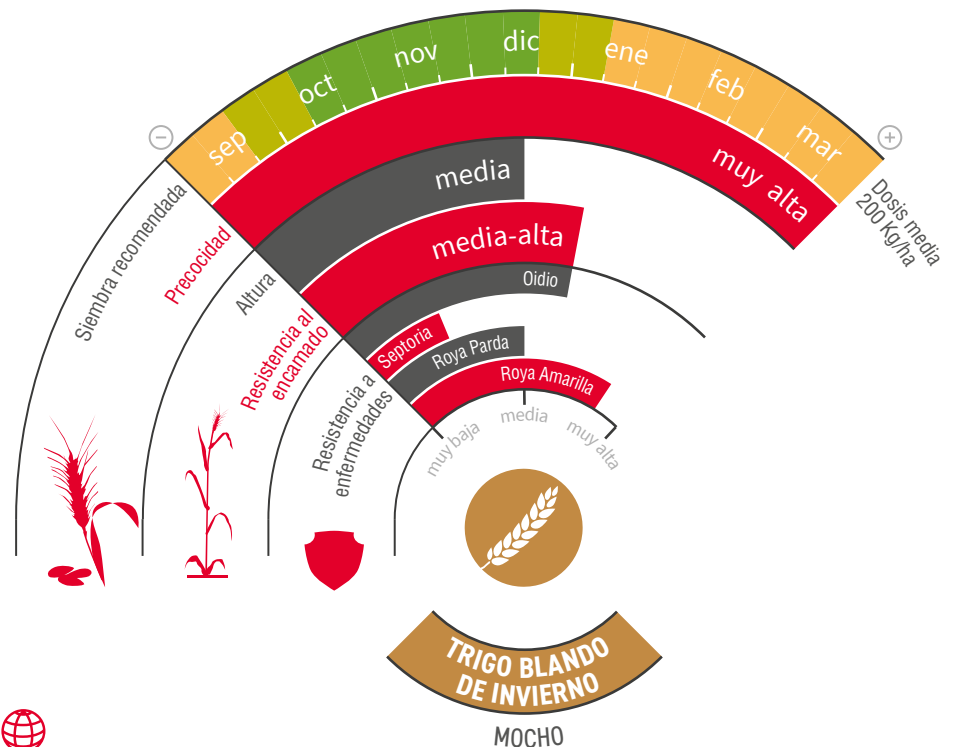 sep
oct
nov
dic
ene
feb
mar
−
+
Dosis media
200 Kg/ha
Siembra recomendada
Precocidad
muy alta
Altura
media
Resistencia al
encamado
media-alta
Resistencia a
enfermedades
Oidio
Septoria
Roya Parda
Roya Amarilla
muy baja
media
muy alta
TRIGO BLANDO
DE INVIERNO
MOCHO